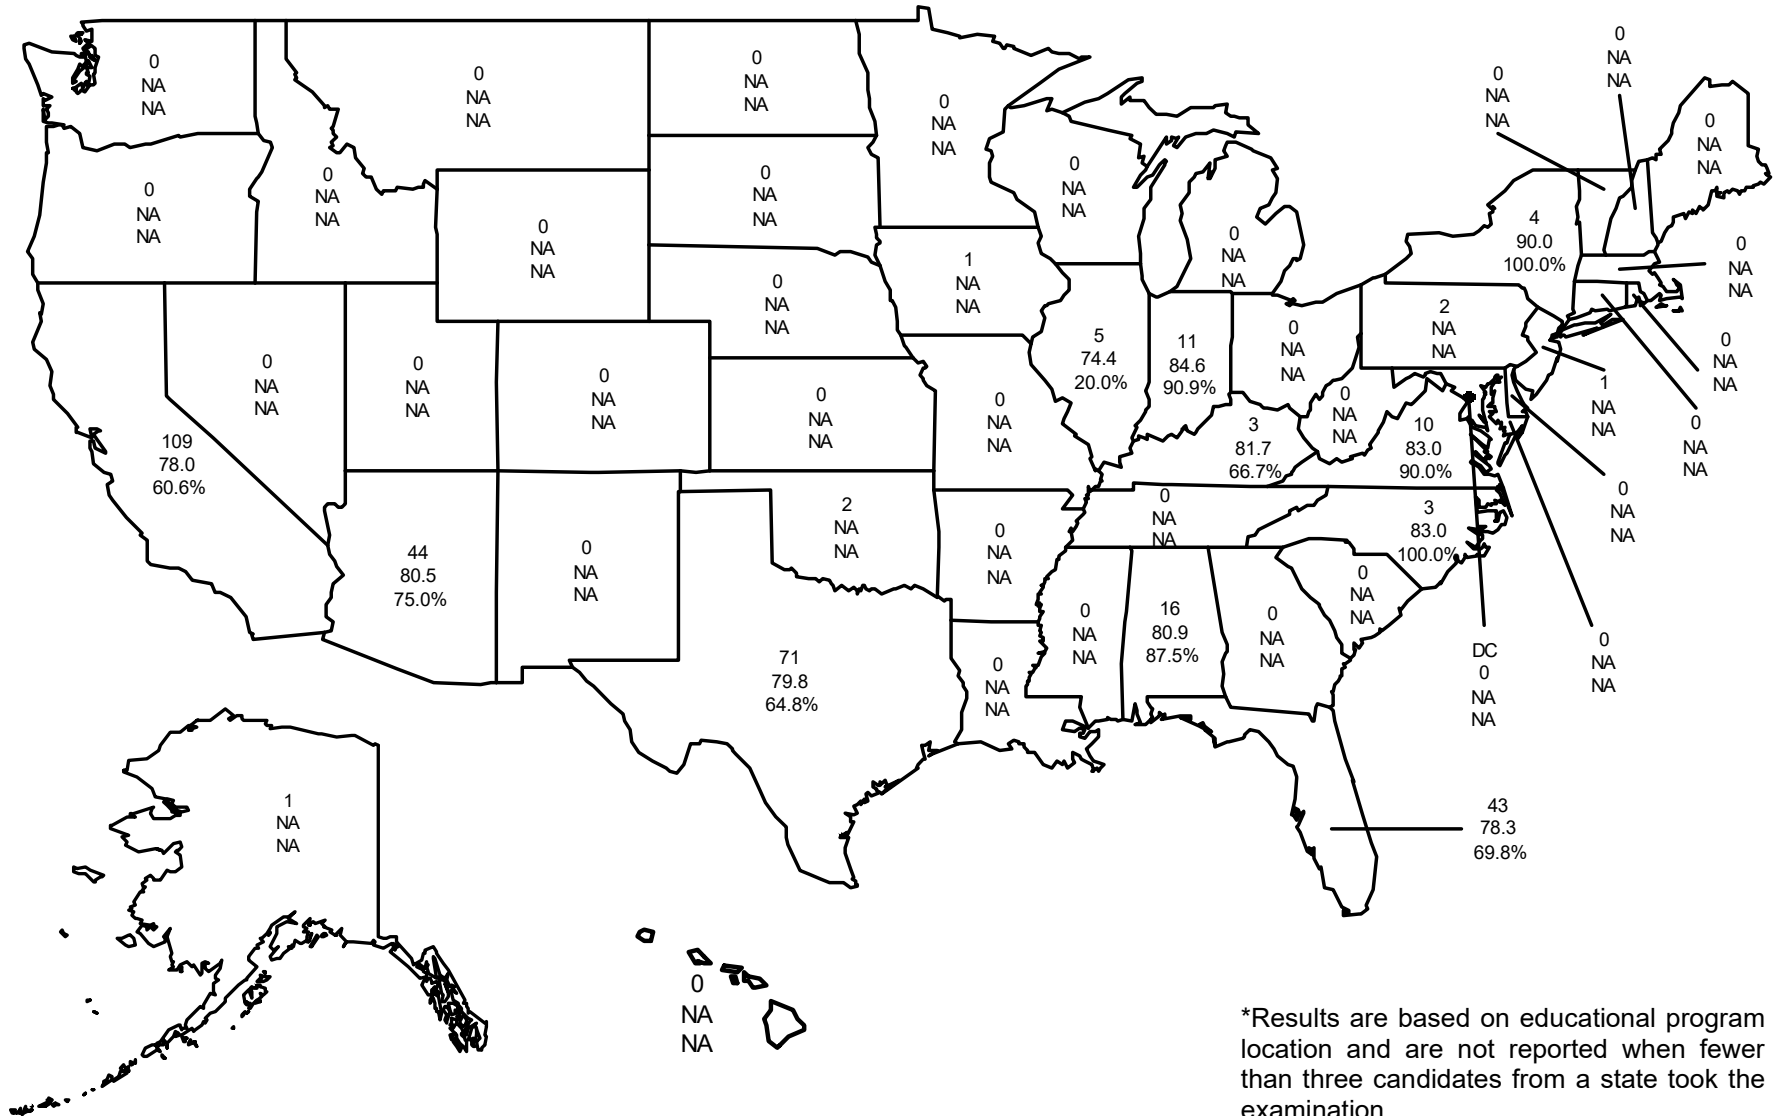 0
NA
NA
0
NA
NA
0
NA
NA
0
NA
NA
0
NA
NA
0
NA
NA
0
NA
NA
0
NA
NA
0
NA
NA
0
NA
NA
0
NA
NA
0
NA
NA
0
NA
NA
4
90.0
100.0%
0
NA
NA
0
NA
NA
1
NA
NA
0
NA
NA
2
NA
NA
0
NA
NA
5
74.4
20.0%
11
84.6
90.9%
0
NA
NA
0
NA
NA
0
NA
NA
0
NA
NA
0
NA
NA
1
NA
NA
0
NA
NA
0
NA
NA
0
NA
NA
0
NA
NA
109
78.0
60.6%
3
81.7
66.7%
10
83.0
90.0%
0
NA
NA
2
NA
NA
0
NA
NA
0
NA
NA
3
83.0
100.0%
44
80.5
75.0%
0
NA
NA
0
NA
NA
0
NA
NA
16
80.9
87.5%
0
NA
NA
DC
0
NA
NA
0
NA
NA
71
79.8
64.8%
0
NA
NA
1
NA
NA
43
78.3
69.8%
0
NA
NA
*Results are based on educational program
location and are not reported when fewer
than three candidates from a state took the
examination